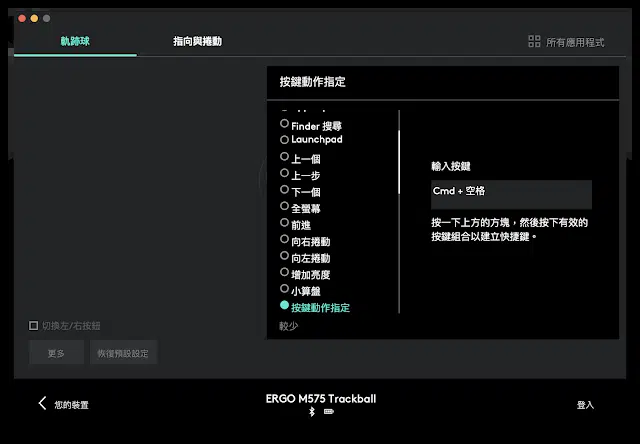 軌跡球
指向與捲動
所有應用程式
按鍵動作指定
Finder 搜尋
Launchpad
上一個
上一步
下一個
全螢幕
前進
向右捲動
向左捲動
增加亮度
小算盤
按鍵動作指定
較少
輸入按鍵
Cmd + 空格
按一下上方的方塊，然後按下有效的
按鍵組合以建立快捷鍵。
切換左/右按鈕
更多
恢復預設設定
您的裝置
ERGO M575 Trackball
登入